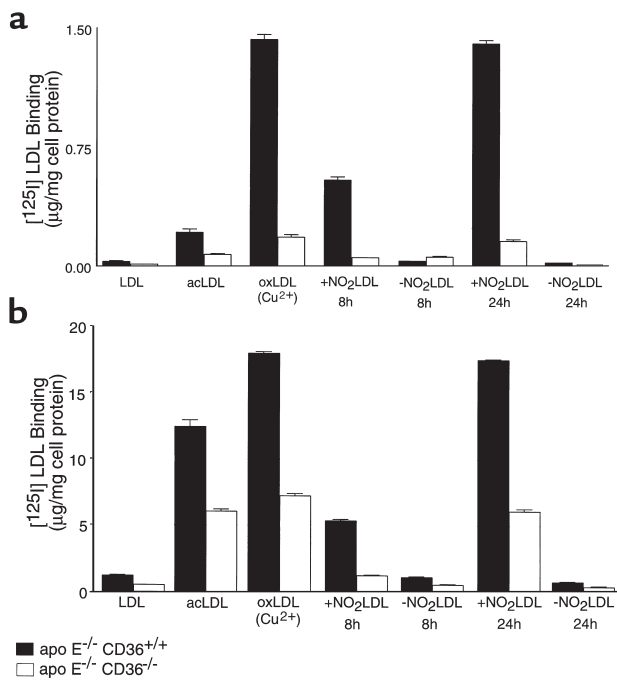 a
[125I] LDL Binding
(µg/mg cell protein)
1.50
0.75
0.00
LDL acLDL oxLDL +NO2LDL -NO2LDL +NO2LDL -NO2LDL
(Cu2+) 8h 8h 24h 24h
b
[125I] LDL Binding
(µg/mg cell protein)
20
15
10
5
0
LDL acLDL oxLDL +NO2LDL -NO2LDL +NO2LDL -NO2LDL
(Cu2+) 8h 8h 24h 24h
apo E-/- CD36+/+
apo E-/- CD36-/-